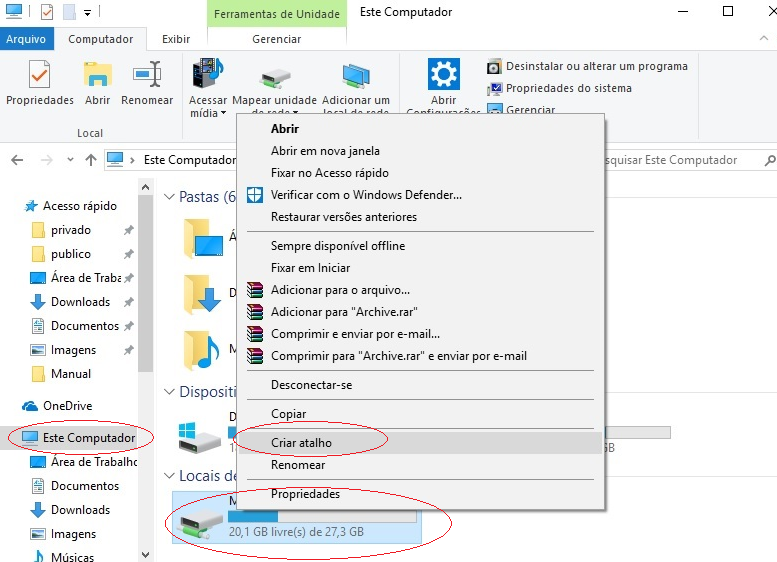 Ferramentas de Unidade
Este Computador
Arquivo
Computador
Exibir
Gerenciar
Propriedades
Abrir
Renomear
Local
Acessar
mídia
Mapear unidade
de rede
Adicionar um
local de rede
Abrir
Configurações
Desinstalar ou alterar um programa
Propriedades do sistema
Gerenciar
Este Computador
squisar Este Computador
Acesso rápido
privado
publico
Área de Traba
Downloads
Documentos
Imagens
Manual
OneDrive
Este Computador
Área de Trabalho
Documentos
Downloads
Imagens
Músicas
Pastas (6
Á
D
M
Dispositi
D
Locais de
M
20,1 GB livre(s) de 27,3 GB
Abrir
Abrir em nova janela
Fixar no Acesso rápido
Verificar com o Windows Defender...
Restaurar versões anteriores
Sempre disponível offline
Fixar em Iniciar
Adicionar para o arquivo...
Adicionar para "Archive.rar"
Comprimir e enviar por e-mail...
Comprimir para "Archive.rar" e enviar por e-mail
Desconectar-se
Copiar
Criar atalho
Renomear
Propriedades